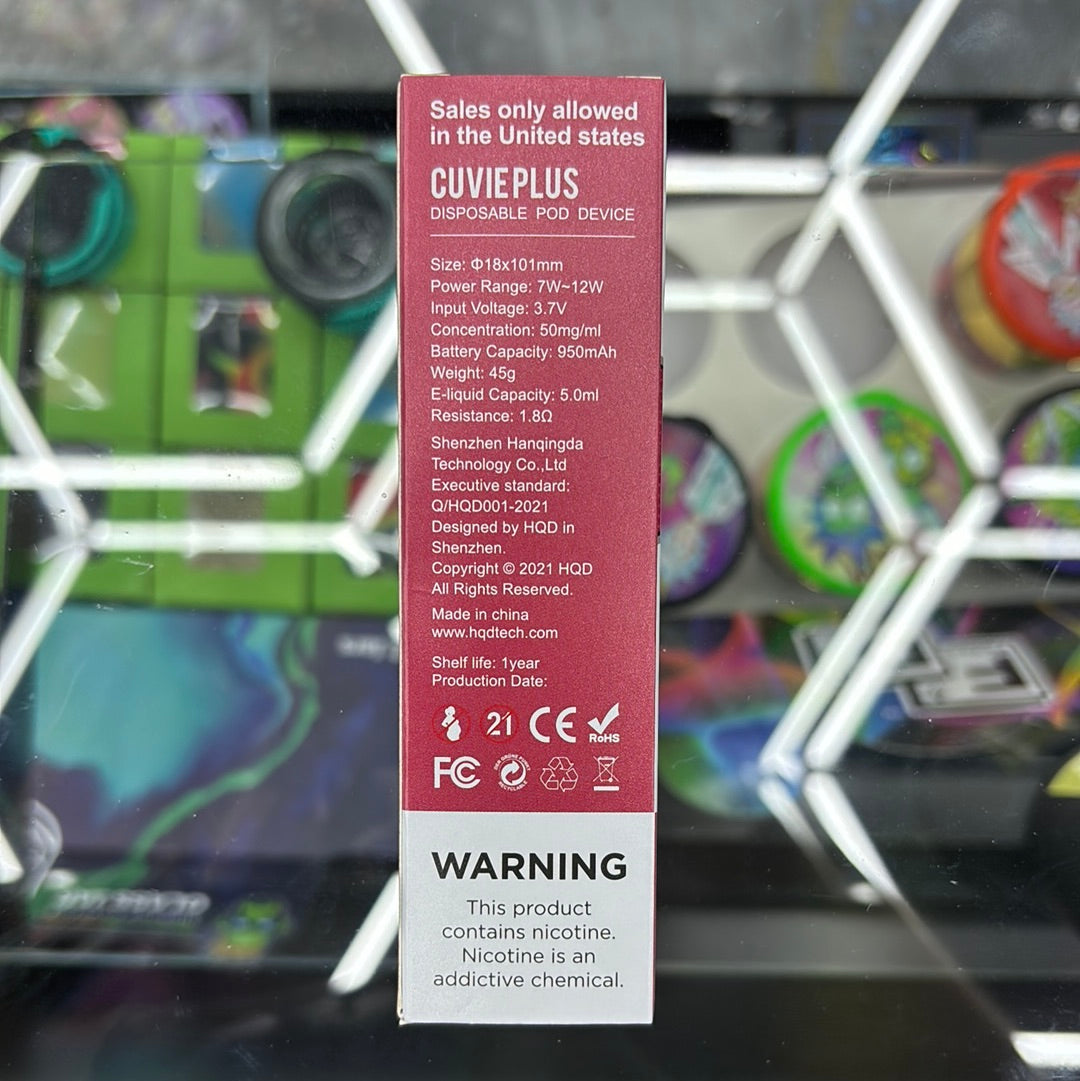 Sales only allowed
in the United states
CUVIE PLUS
DISPOSABLE POD DEVICE
Size: Φ18x101mm
Power Range: 7W~12W
Input Voltage: 3.7V
Concentration: 50mg/ml
Battery Capacity: 950mAh
Weight: 45g
E-liquid Capacity: 5.0ml
Resistance: 1.8Ω
Shenzhen Hanqingda
Technology Co.,Ltd
Executive standard:
Q/HQD001-2021
Designed by HQD in
Shenzhen.
Copyright © 2021 HQD
All Rights Reserved.
Made in china
www.hqdtech.com
Shelf life: 1year
Production Date:
21 CE RoHS
FC
WARNING
This product
contains nicotine.
Nicotine is an
addictive chemical.